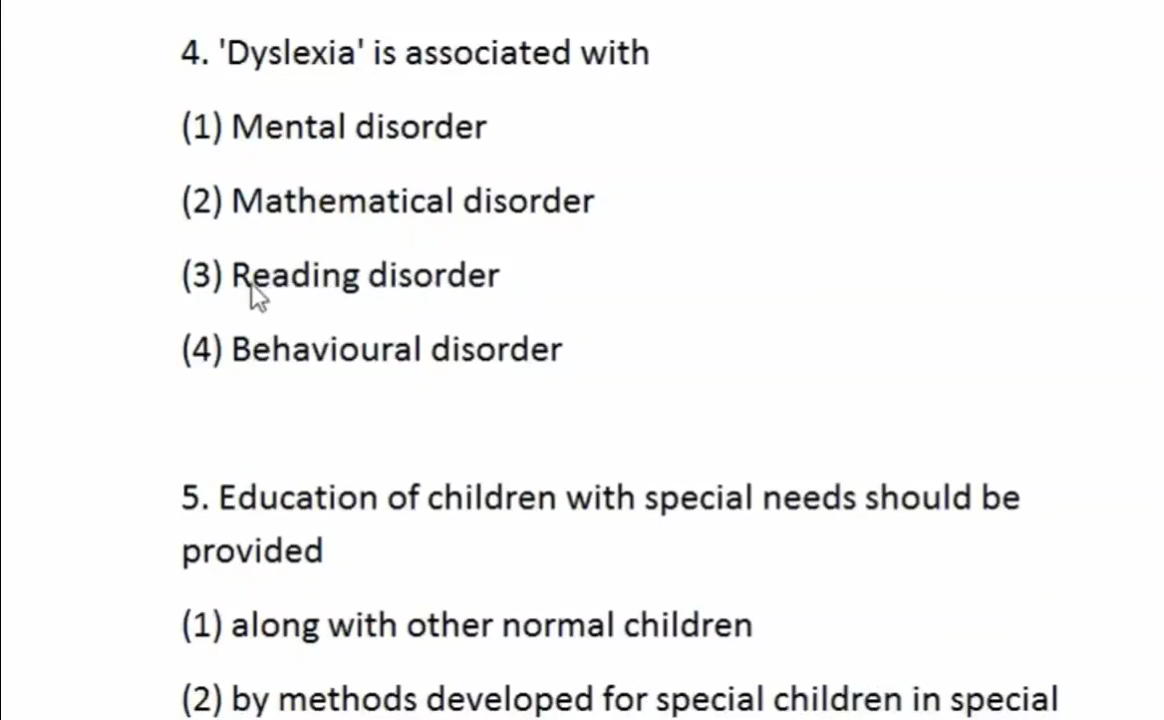 4. 'Dyslexia' is associated with
(1) Mental disorder
(2) Mathematical disorder
(3) Reading disorder
(4) Behavioural disorder
5. Education of children with special needs should be
provided
(1) along with other normal children
(2) by methods developed for special children in special